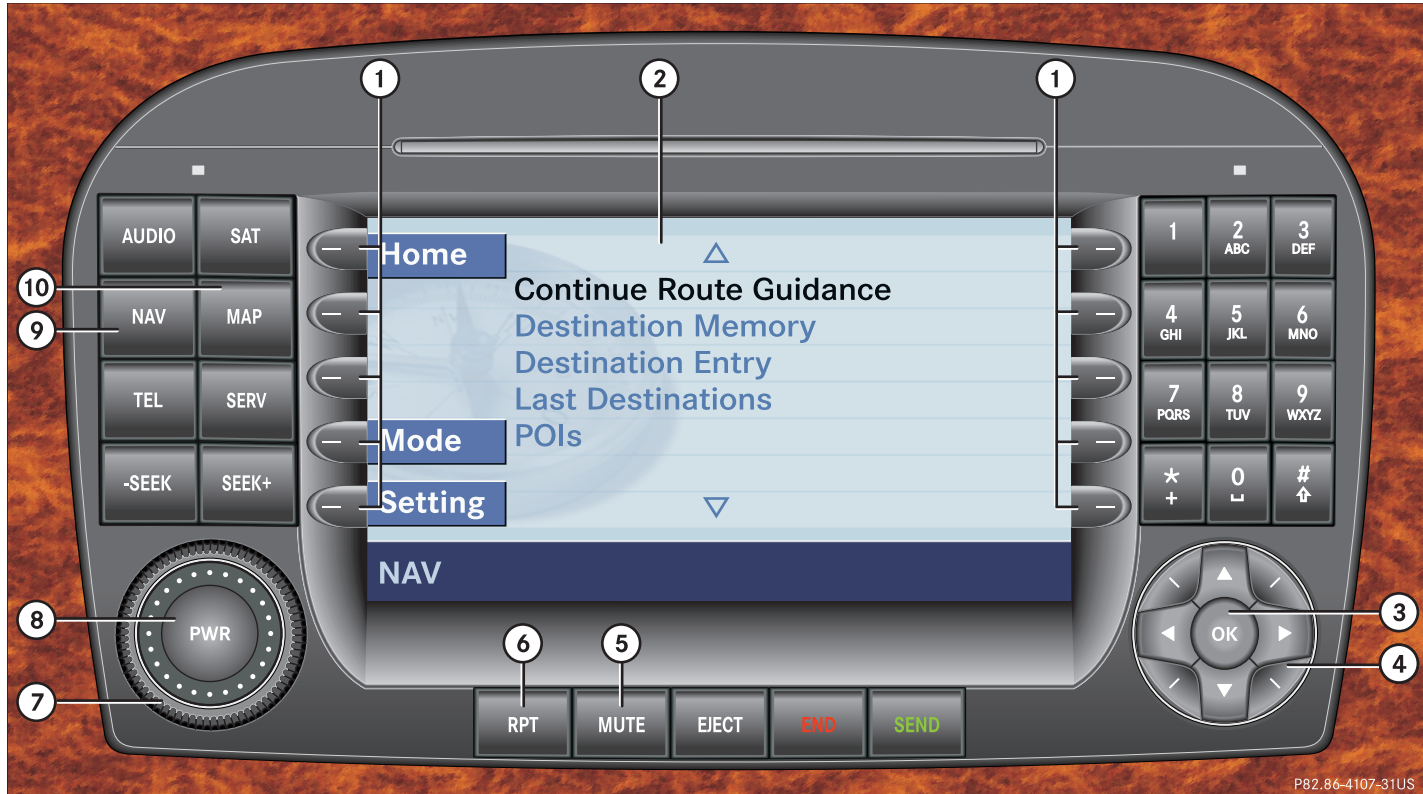 1 2 1
AUDIO SAT
Home
1 2 ABC 3 DEF
10
Continue Route Guidance
9
NAV MAP
Destination Memory
4 GHI 5 JKL 6 MNO
Destination Entry
TEL SERV
Last Destinations
7 PQRS 8 TUV 9 WXYZ
Mode
POIs
-SEEK SEEK+
* + 0 #
Setting
NAV
8
PWR
OK
3
6 5
4
7
RPT MUTE EJECT END SEND
P82.86-4107-31US